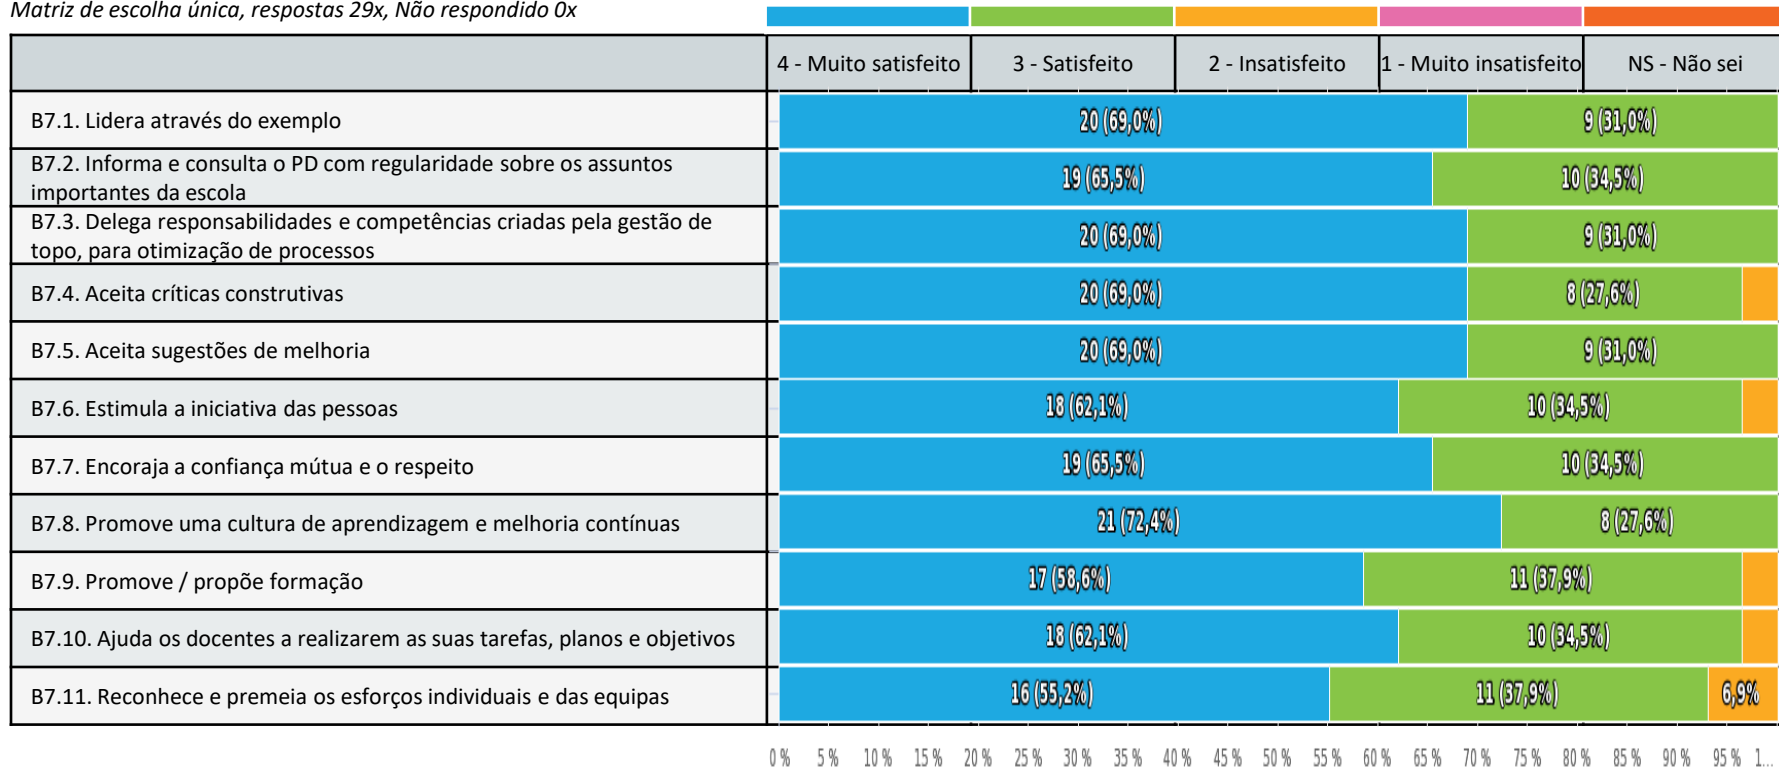 Matriz de escolha única, respostas 29x, Não respondido 0x
4 - Muito satisfeito 3 - Satisfeito 2 - Insatisfeito 1 - Muito insatisfeito NS - Não sei
B7.1. Lidera através do exemplo 20 (69,0%) 9 (31,0%)
B7.2. Informa e consulta o PD com regularidade sobre os assuntos
importantes da escola 19 (65,5%) 10 (34,5%)
B7.3. Delega responsabilidades e competências criadas pela gestão de
topo, para otimização de processos 20 (69,0%) 9 (31,0%)
B7.4. Aceita críticas construtivas 20 (69,0%) 8 (27,6%)
B7.5. Aceita sugestões de melhoria 20 (69,0%) 9 (31,0%)
B7.6. Estimula a iniciativa das pessoas 18 (62,1%) 10 (34,5%)
B7.7. Encoraja a confiança mútua e o respeito 19 (65,5%) 10 (34,5%)
B7.8. Promove uma cultura de aprendizagem e melhoria contínuas 21 (72,4%) 8 (27,6%)
B7.9. Promove / propõe formação 17 (58,6%) 11 (37,9%)
B7.10. Ajuda os docentes a realizarem as suas tarefas, planos e objetivos 18 (62,1%) 10 (34,5%)
B7.11. Reconhece e premeia os esforços individuais e das equipas 16 (55,2%) 11 (37,9%) 6,9%
0 % 5 % 10 % 15 % 20 % 25 % 30 % 35 % 40 % 45 % 50 % 55 % 60 % 65 % 70 % 75 % 80 % 85 % 90 % 95 % 1...